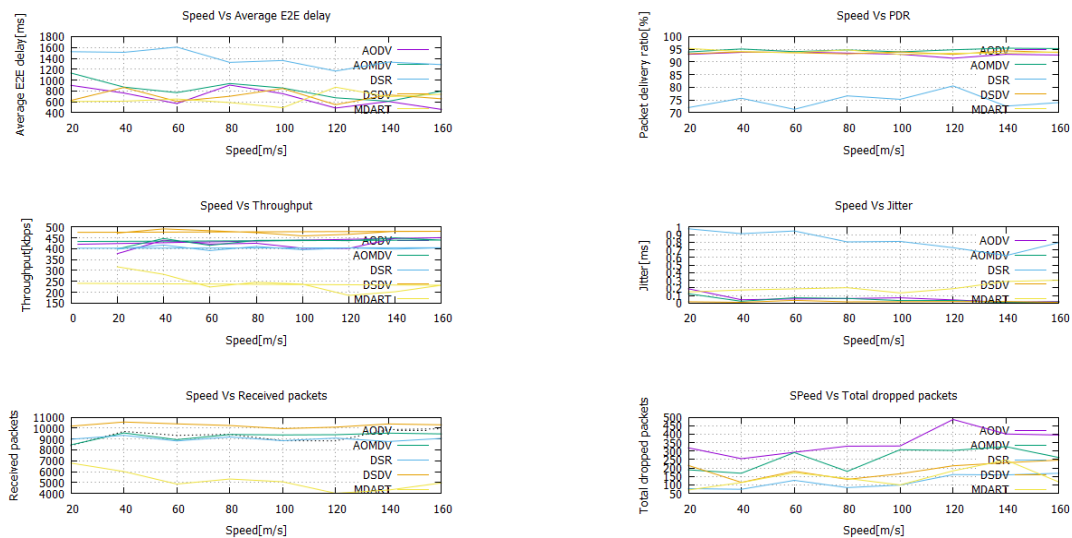 Speed Vs Average E2E delay
Average E2E delay[ms]
1800
1600
1400
1200
1000
800
600
400
AODV
AOMDV
DSR
DSDV
MDART
20 40 60 80 100 120 140 160
Speed[m/s]
Speed Vs PDR
Packet delivery ratio[%]
100
95
90
85
80
75
70
AODV
AOMDV
DSR
DSDV
MDART
20 40 60 80 100 120 140 160
Speed[m/s]
Speed Vs Throughput
Throughput[kbps]
500
450
400
350
300
250
200
150
AODV
AOMDV
DSR
DSDV
MDART
0 20 40 60 80 100 120 140 160
Speed[m/s]
Speed Vs Jitter
Jitter[ms]
1
0.9
0.8
0.7
0.6
0.5
0.4
0.3
0.2
0.1
0
AODV
AOMDV
DSR
DSDV
MDART
20 40 60 80 100 120 140 160
Speed[m/s]
Speed Vs Received packets
Received packets
11000
10000
9000
8000
7000
6000
5000
4000
AODV
AOMDV
DSR
DSDV
MDART
20 40 60 80 100 120 140 160
Speed[m/s]
SPeed Vs Total dropped packets
Total dropped packets
500
450
400
350
300
250
200
150
100
50
AODV
AOMDV
DSR
DSDV
MDART
20 40 60 80 100 120 140 160
Speed[m/s]